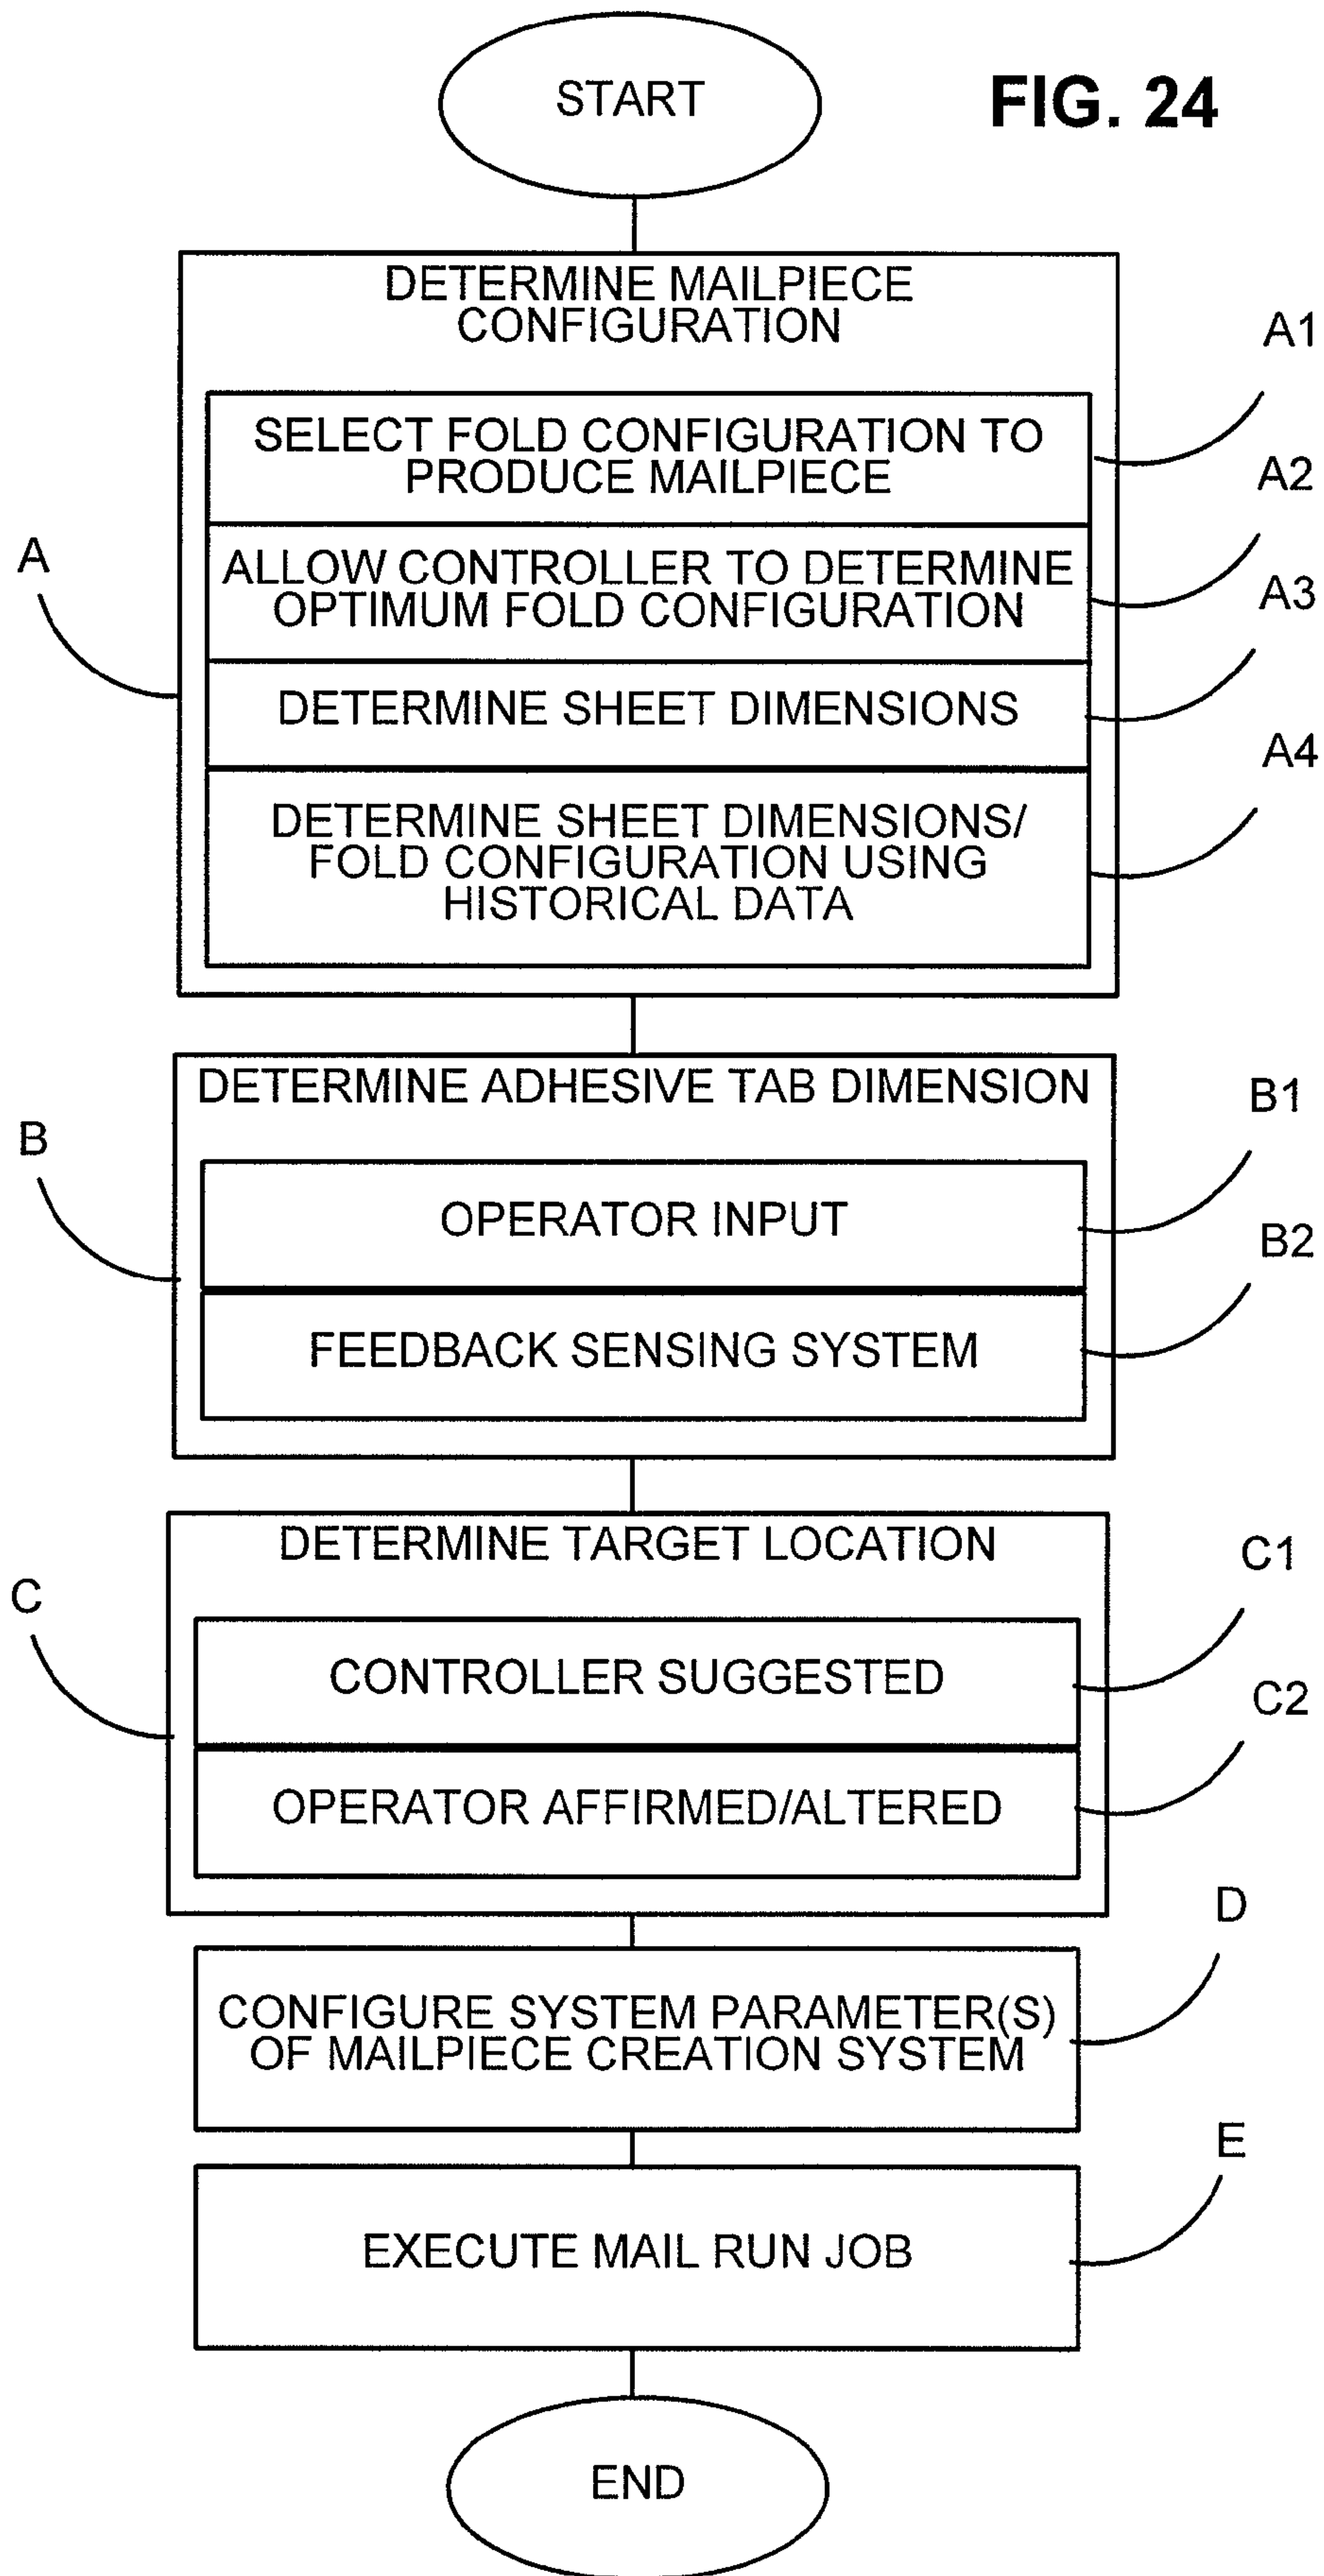 START
FIG. 24
DETERMINE MAILPIECE
CONFIGURATION
A1
SELECT FOLD CONFIGURATION TO
PRODUCE MAILPIECE
A2
A
ALLOW CONTROLLER TO DETERMINE
OPTIMUM FOLD CONFIGURATION
A3
DETERMINE SHEET DIMENSIONS
A4
DETERMINE SHEET DIMENSIONS/
FOLD CONFIGURATION USING
HISTORICAL DATA
DETERMINE ADHESIVE TAB DIMENSION
B1
B
OPERATOR INPUT
B2
FEEDBACK SENSING SYSTEM
DETERMINE TARGET LOCATION
C1
C
CONTROLLER SUGGESTED
C2
OPERATOR AFFIRMED/ALTERED
D
CONFIGURE SYSTEM PARAMETER(S)
OF MAILPIECE CREATION SYSTEM
E
EXECUTE MAIL RUN JOB
END